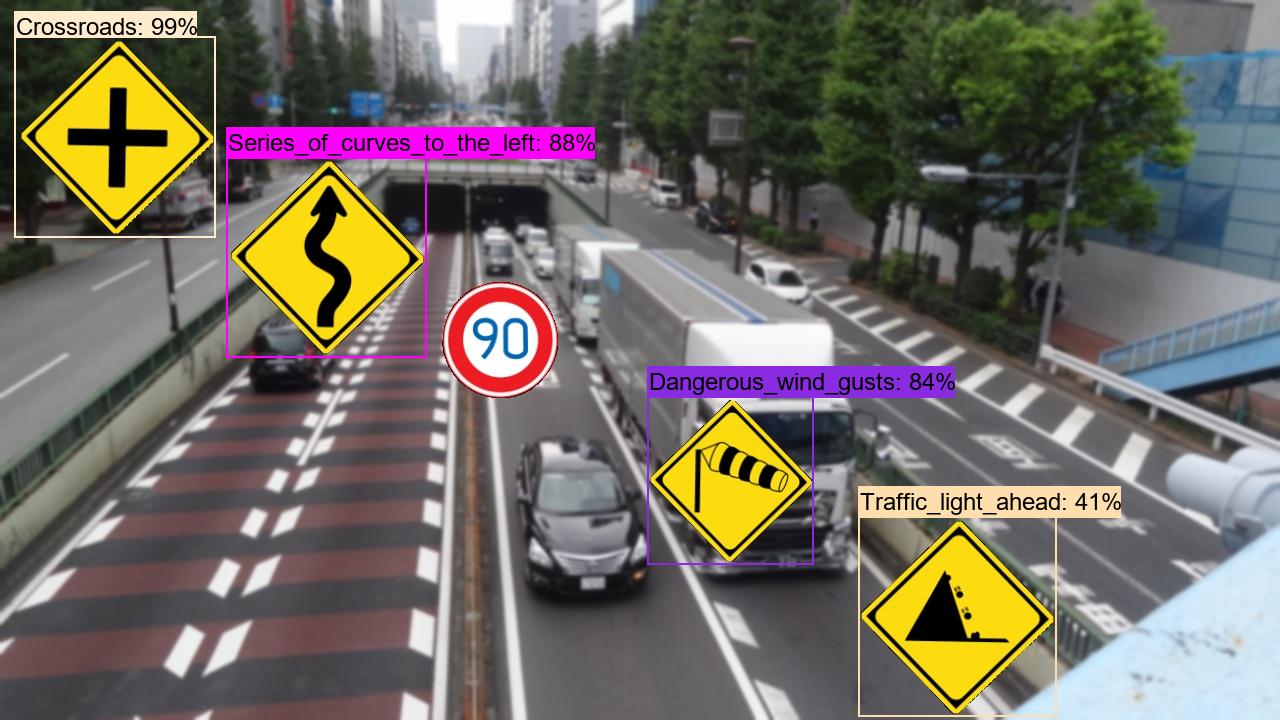 Crossroads: 99%
Series_of_curves_to_the_left: 88%
90
Dangerous_wind_gusts: 84%
Traffic_light_ahead: 41%